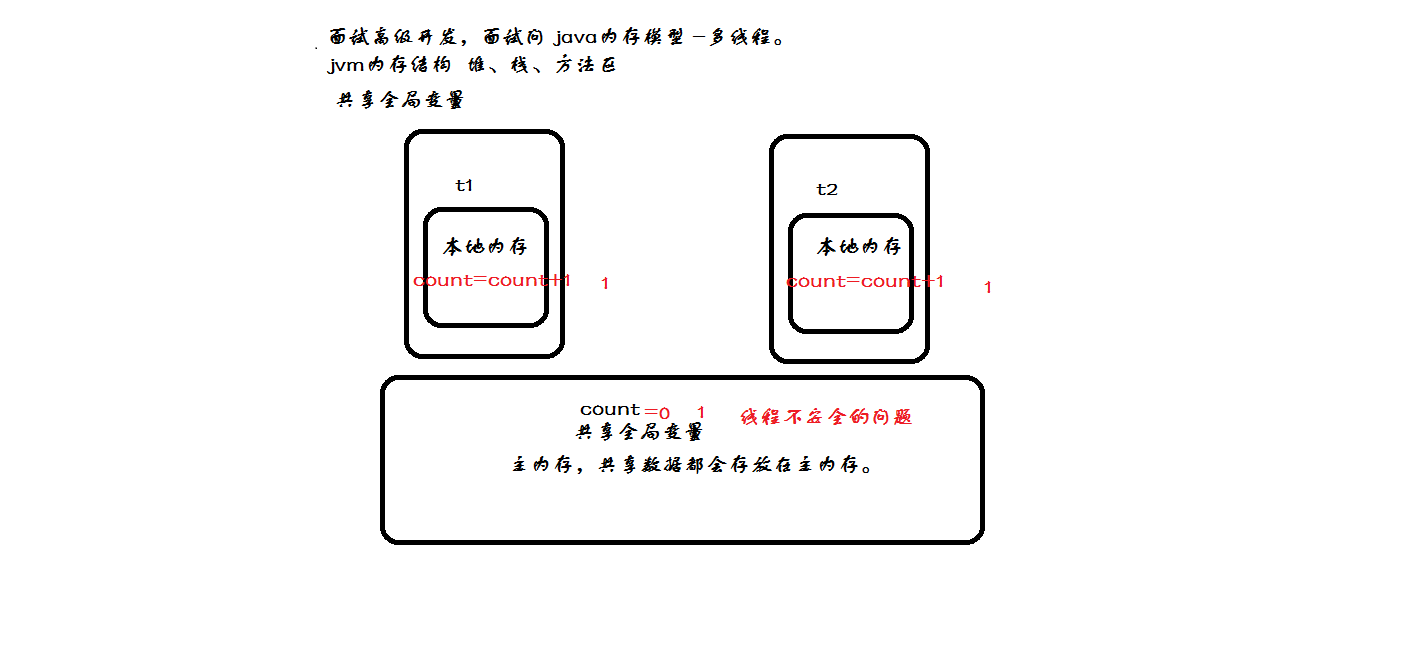 面试高级开发，面试问 java内存模型 -多线程。
jvm内存结构 堆、栈、方法区
共享全局变量
t1
本地内存
count=count+1 1
t2
本地内存
count=count+1 1
count =0 1 线程不安全的问题
共享全局变量
主内存，共享数据都会存放在主内存。